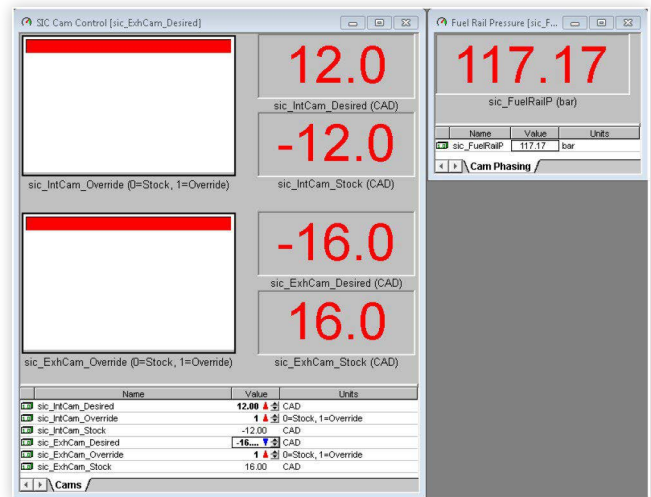 SIC Cam Control [sic_ExhCam_Desired]
12.0
sic_IntCam_Desired (CAD)
-12.0
sic_IntCam_Override (0=Stock, 1=Override)
sic_IntCam_Stock (CAD)
-16.0
sic_ExhCam_Desired (CAD)
16.0
sic_ExhCam_Override (0=Stock, 1=Override)
sic_ExhCam_Stock (CAD)
Name Value Units
sic_IntCam_Desired 12.00 CAD
sic_IntCam_Override 1 0=Stock, 1=Override
sic_IntCam_Stock -12.00 CAD
sic_ExhCam_Desired -16.... CAD
sic_ExhCam_Override 1 0=Stock, 1=Override
sic_ExhCam_Stock 16.00 CAD
Cams
Fuel Rail Pressure [sic_F...
117.17
sic_FuelRailP (bar)
Name Value Units
sic_FuelRailP 117.17 bar
Cam Phasing